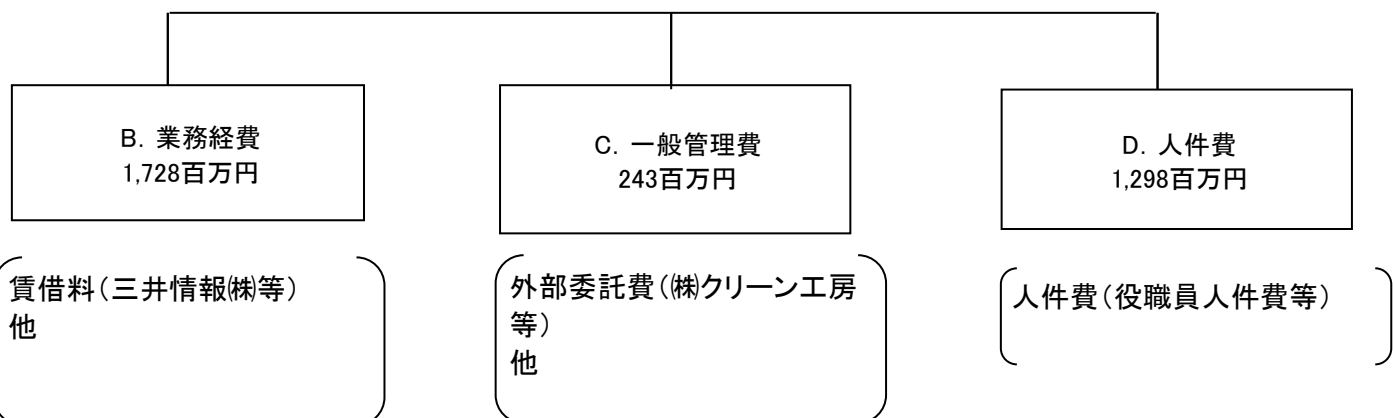 B．業務経費
1,728百万円
C．一般管理費
243百万円
D．人件費
1,298百万円
賃借料（三井情報㈱等）
他
外部委託費（㈱クリーン工房
等）
他
人件費（役職員人件費等）